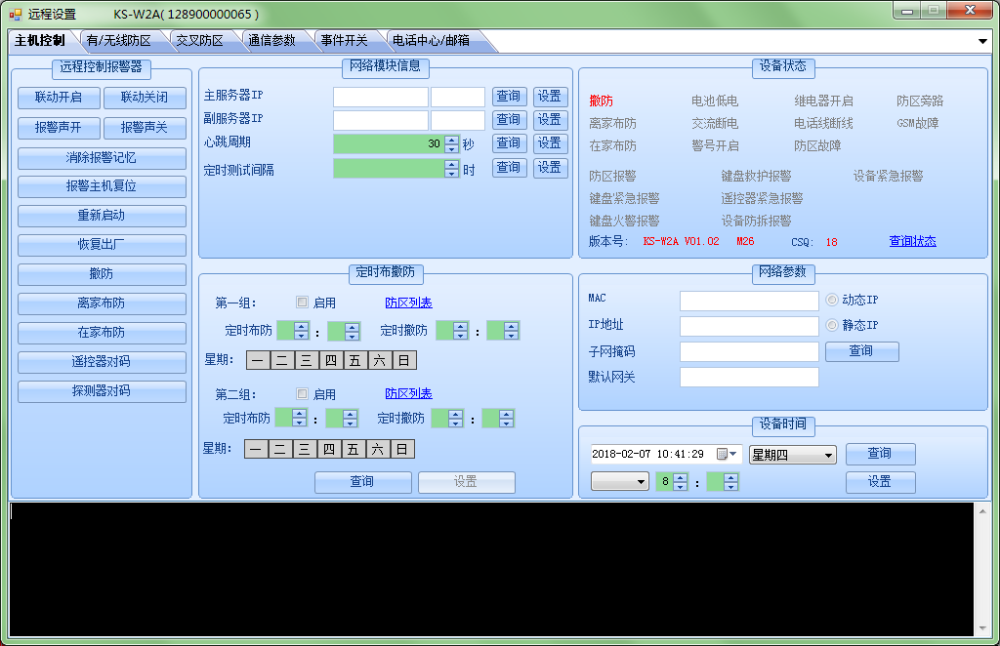 远程设置 KS-W2A( 128900000065 )
主机控制 有/无线防区 交叉防区 通信参数 事件开关 电话中心/邮箱
远程控制报警器
联动开启 联动关闭
报警声开 报警声关
消除报警记忆
报警主机复位
重新启动
恢复出厂
撤防
离家布防
在家布防
遥控器对码
探测器对码
网络模块信息
主服务器IP 查询 设置
副服务器IP 查询 设置
心跳周期 30 秒 查询 设置
定时测试间隔 时 查询 设置
定时布撤防
第一组: 启用 防区列表
定时布防 : 定时撤防 :
星期: 一 二 三 四 五 六 日
第二组: 启用 防区列表
定时布防 : 定时撤防 :
星期: 一 二 三 四 五 六 日
查询 设置
设备状态
撤防 电池低电 继电器开启 防区旁路
离家布防 交流断电 电话线断线 GSM故障
在家布防 警号开启 防区故障
防区报警 键盘救护报警 设备紧急报警
键盘紧急报警 遥控器紧急报警
键盘火警报警 设备防拆报警
版本号: KS-W2A V01.02 M26 CSQ: 18 查询状态
网络参数
MAC 动态IP
IP地址 静态IP
子网掩码 查询
默认网关
设备时间
2018-02-07 10:41:29 星期四 查询
8 : 设置